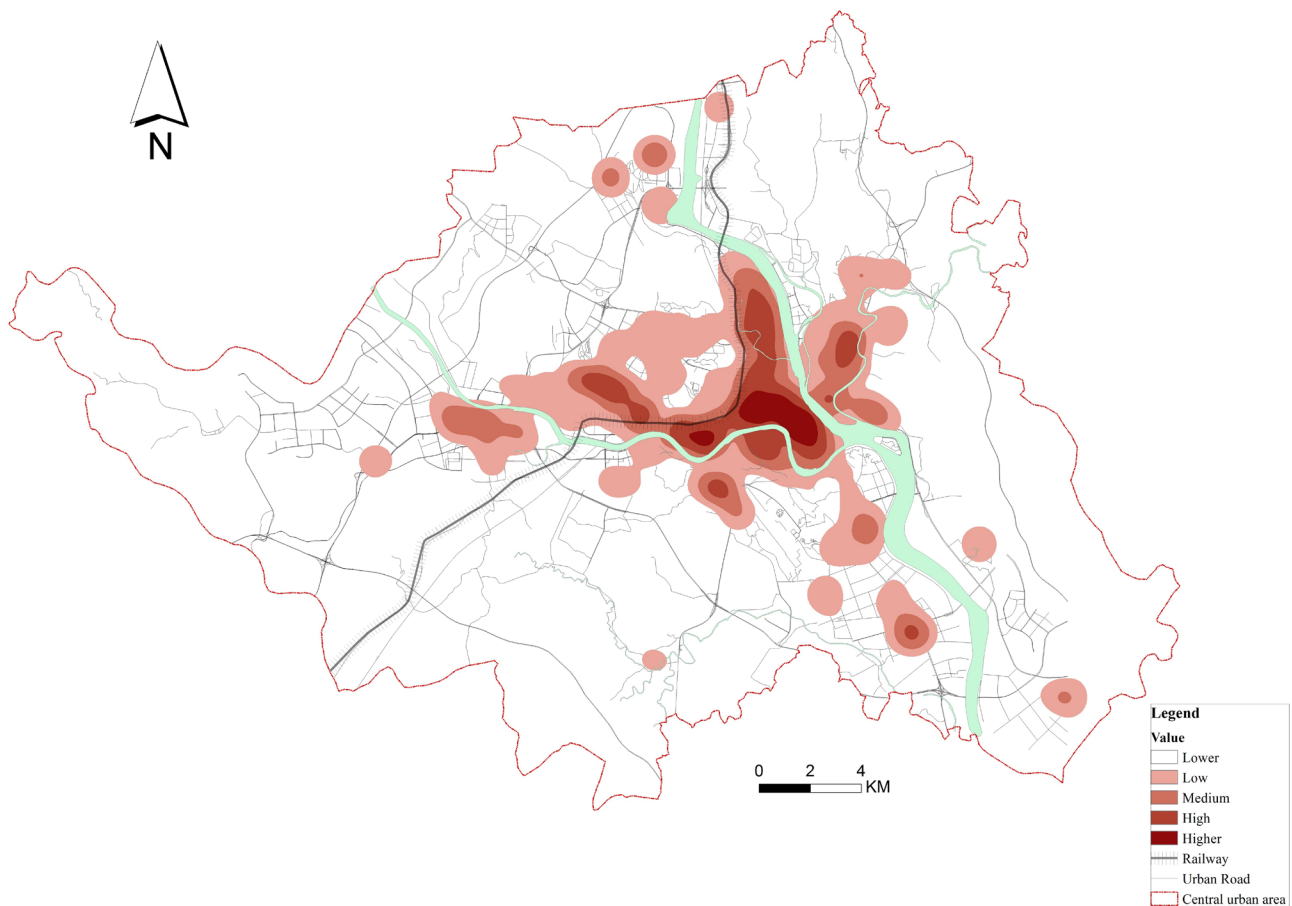 N
0 2 4
KM
Legend
Value
Lower
Low
Medium
High
Higher
Railway
Urban Road
Central urban area